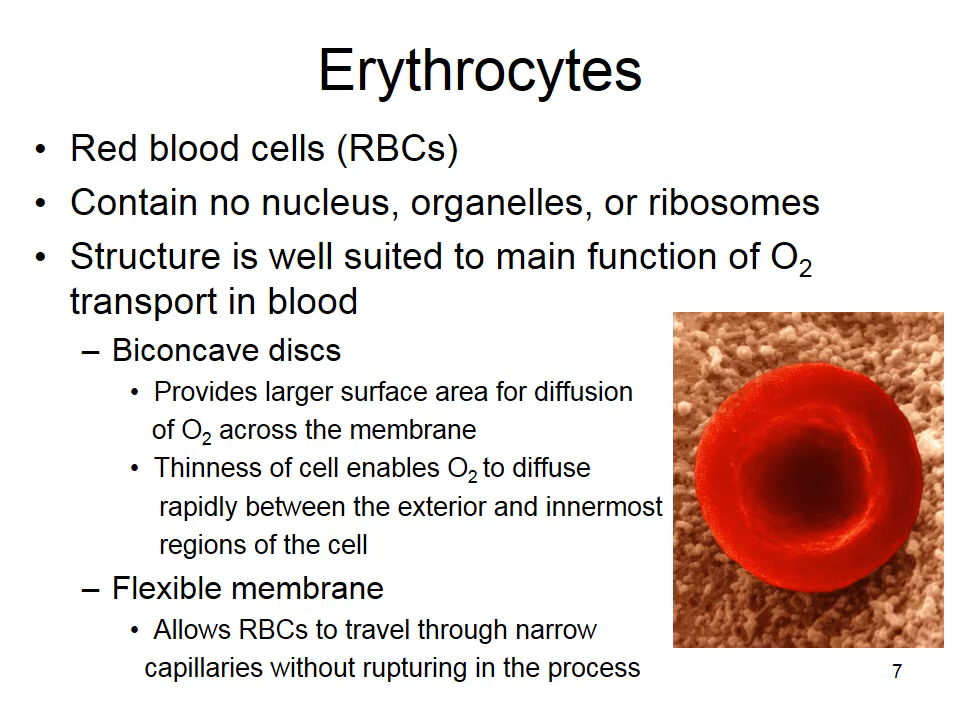 Erythrocytes
• Red blood cells (RBCs)
• Contain no nucleus, organelles, or ribosomes
• Structure is well suited to main function of O₂
transport in blood
– Biconcave discs
• Provides larger surface area for diffusion
of O₂ across the membrane
• Thinness of cell enables O₂ to diffuse
rapidly between the exterior and innermost
regions of the cell
– Flexible membrane
• Allows RBCs to travel through narrow
capillaries without rupturing in the process
7